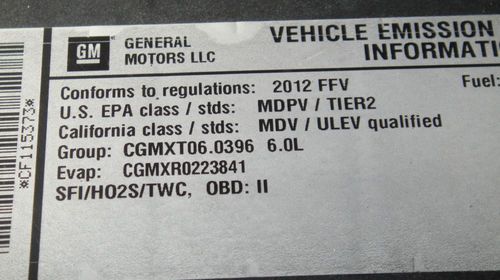 GM
GENERAL
MOTORS LLC
VEHICLE EMISSION
Conforms to regulations: 2012 FFV
Fuel:
U.S. EPA class / stds: MDPV / TIER2
California class / stds: MDV / ULEV qualified
Group: CGMXT06.0396 6.0L
Evap: CGMXR0223841
SFI/HO2S/TWC, OBD: II
*CF115373*